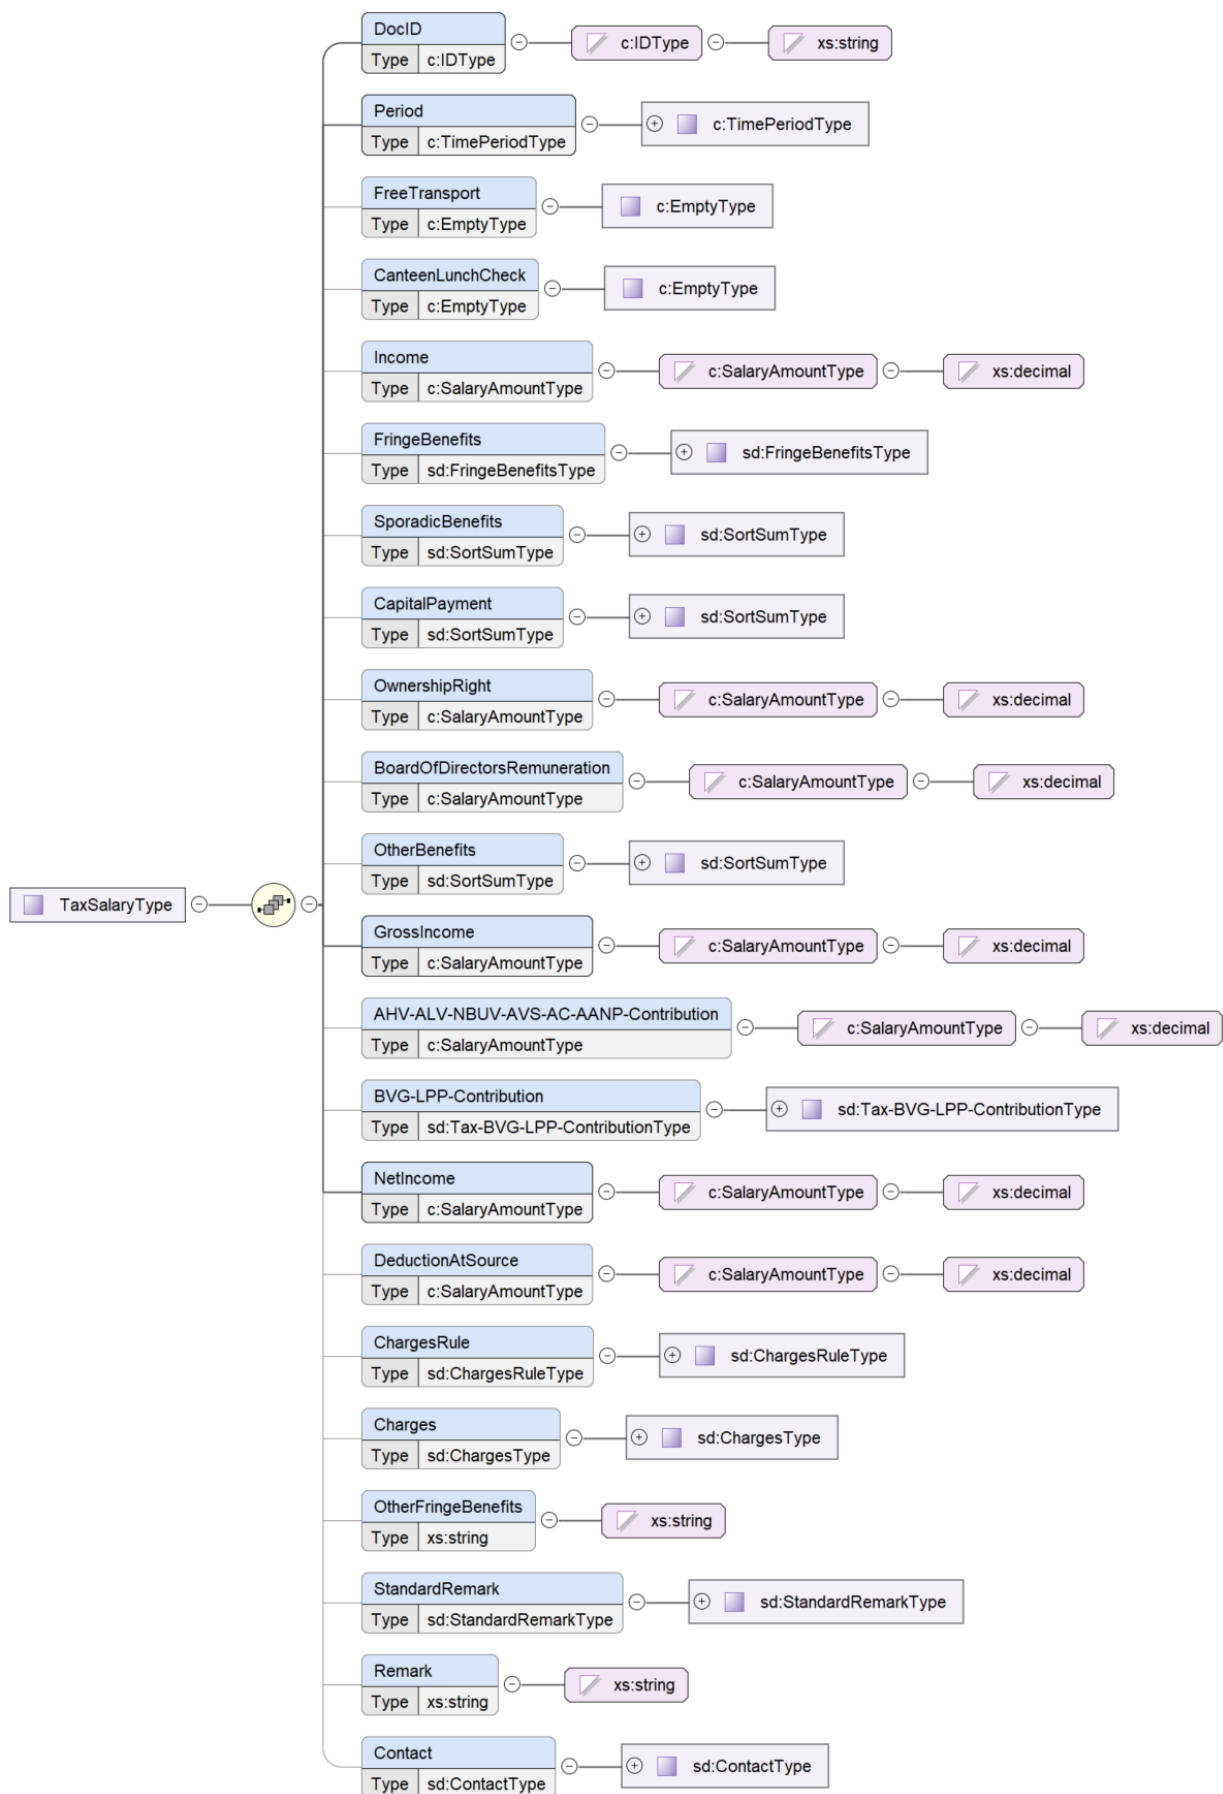 DocID
Type c:IDType
c:IDType
xs:string
Period
Type c:TimePeriodType
c:TimePeriodType
FreeTransport
Type c:EmptyType
c:EmptyType
CanteenLunchCheck
Type c:EmptyType
c:EmptyType
Income
Type c:SalaryAmountType
c:SalaryAmountType
xs:decimal
FringeBenefits
Type sd:FringeBenefitsType
sd:FringeBenefitsType
SporadicBenefits
Type sd:SortSumType
sd:SortSumType
CapitalPayment
Type sd:SortSumType
sd:SortSumType
OwnershipRight
Type c:SalaryAmountType
c:SalaryAmountType
xs:decimal
BoardOfDirectorsRemuneration
Type c:SalaryAmountType
c:SalaryAmountType
xs:decimal
OtherBenefits
Type sd:SortSumType
sd:SortSumType
TaxSalaryType
GrossIncome
Type c:SalaryAmountType
c:SalaryAmountType
xs:decimal
AHV-ALV-NBUV-AVS-AC-AANP-Contribution
Type c:SalaryAmountType
c:SalaryAmountType
xs:decimal
BVG-LPP-Contribution
Type sd:Tax-BVG-LPP-ContributionType
sd:Tax-BVG-LPP-ContributionType
NetIncome
Type c:SalaryAmountType
c:SalaryAmountType
xs:decimal
DeductionAtSource
Type c:SalaryAmountType
c:SalaryAmountType
xs:decimal
ChargesRule
Type sd:ChargesRuleType
sd:ChargesRuleType
Charges
Type sd:ChargesType
sd:ChargesType
OtherFringeBenefits
Type xs:string
xs:string
StandardRemark
Type sd:StandardRemarkType
sd:StandardRemarkType
Remark
Type xs:string
xs:string
Contact
Type sd:ContactType
sd:ContactType